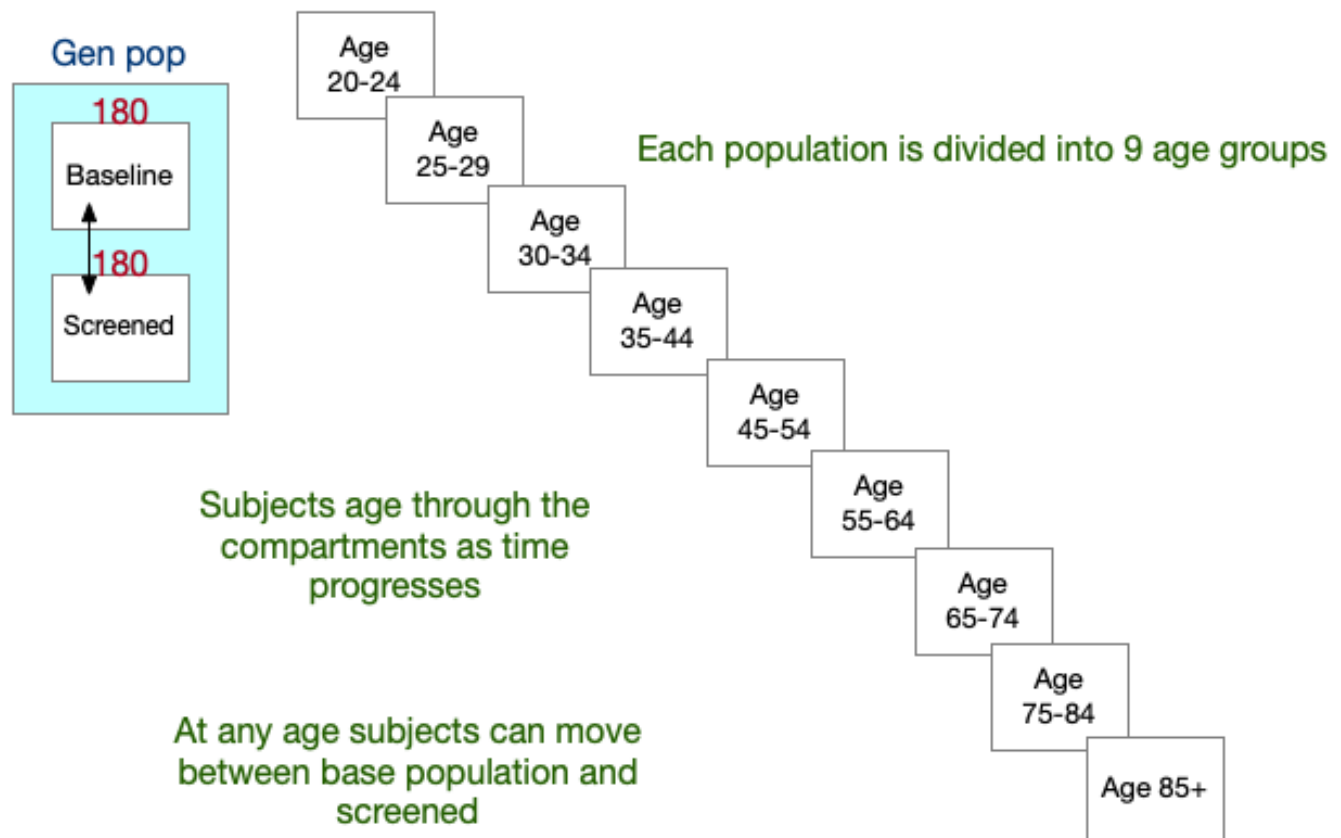 Gen pop
180
Baseline
180
Screened
Age
20-24
Age
25-29
Each population is divided into 9 age groups
Age
30-34
Age
35-44
Age
45-54
Age
55-64
Subjects age through the
compartments as time
progresses
Age
65-74
Age
75-84
At any age subjects can move
between base population and
screened
Age 85+